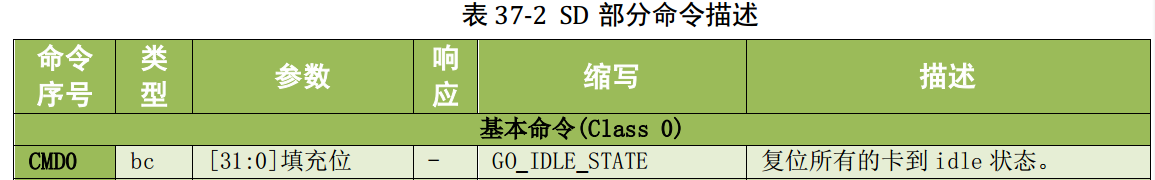 表 37-2 SD 部分命令描述
命令序号 类型 参数 响应 缩写 描述
基本命令(Class 0)
CMD0 bc [31:0]填充位 - GO_IDLE_STATE 复位所有的卡到 idle 状态。